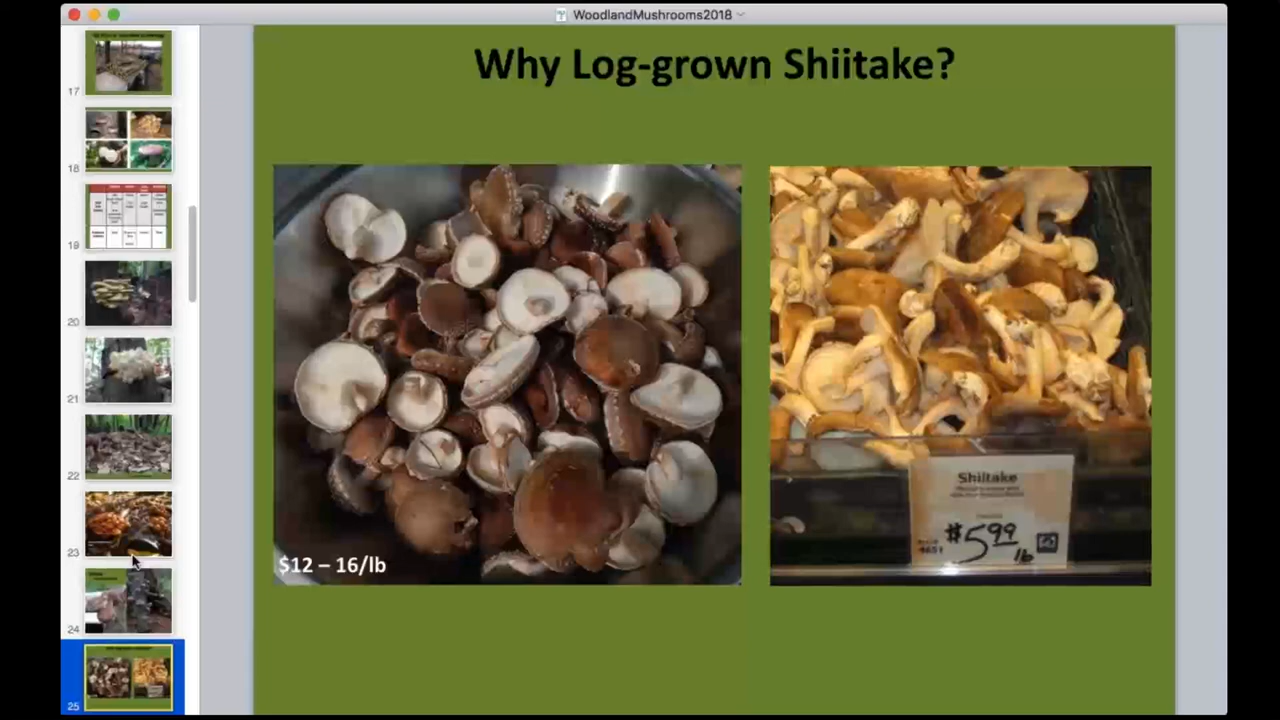 WoodlandMushrooms2018
Why Log-grown Shiitake?
17
18
19
20
21
22
23
24
25
$12 – 16/lb
Shiitake
$5.99
lb